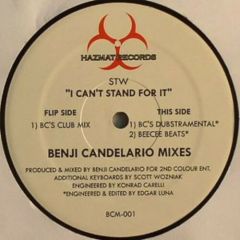 HAZMAT RECORDS
STW
"I CAN'T STAND FOR IT"
FLIP SIDE
1) BC'S CLUB MIX
THIS SIDE
1) BC'S DUBSTRAMENTAL*
2) BEECEE BEATS*
BENJI CANDELARIO MIXES
PRODUCED & MIXED BY BENJI CANDELARIO FOR 2ND COLOUR ENT.
ADDITIONAL KEYBOARDS BY SCOTT WOZNIAK
ENGINEERED BY KONRAD CARELLI
*ENGINEERED & EDITED BY EDGAR LUNA
BCM-001